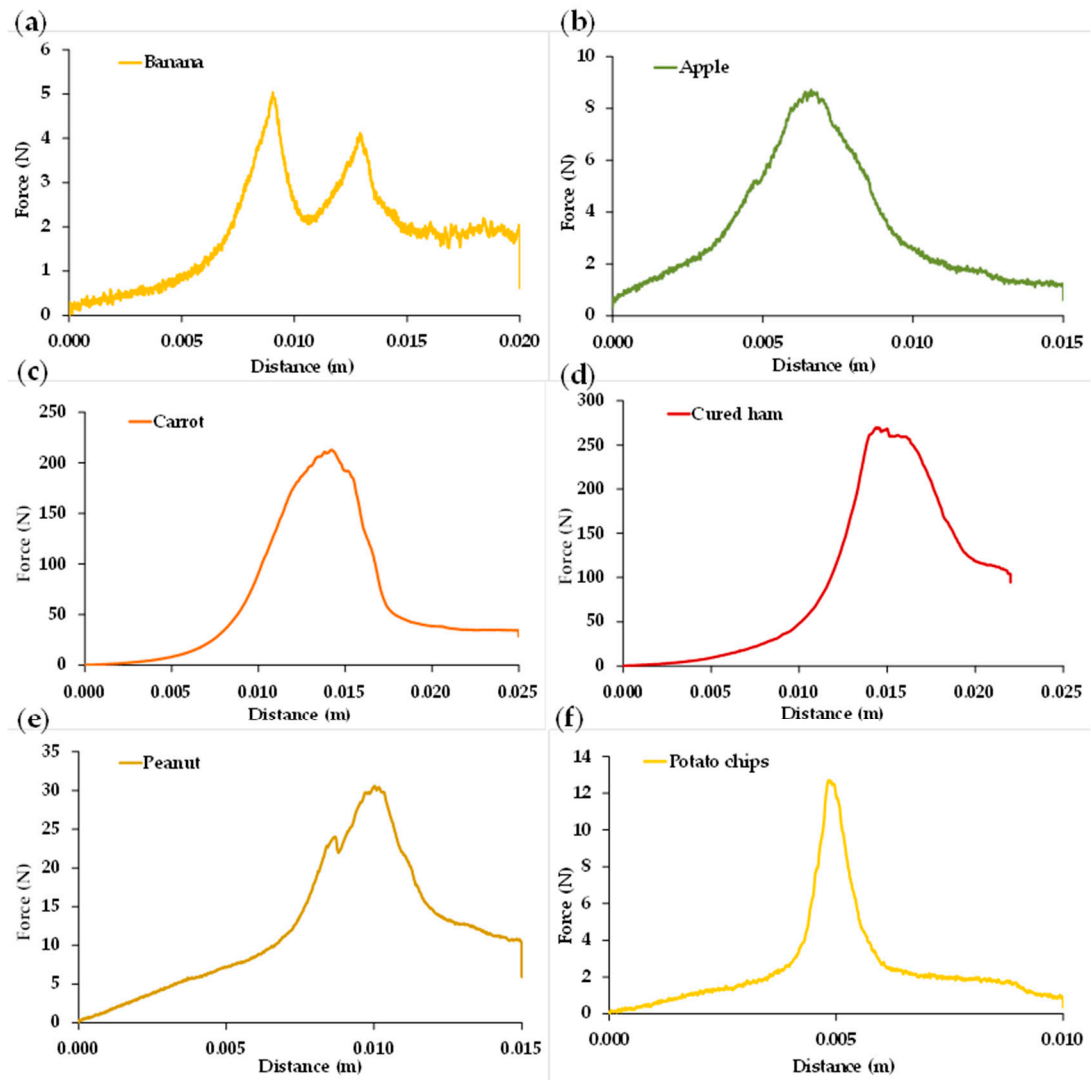 (a)
Banana
Force (N)
6
5
4
3
2
1
0
0.000 0.005 0.010 0.015 0.020
Distance (m)
(b)
Apple
Force (N)
10
8
6
4
2
0
0.000 0.005 0.010 0.015
Distance (m)
(c)
Carrot
Force (N)
250
200
150
100
50
0
0.000 0.005 0.010 0.015 0.020 0.025
Distance (m)
(d)
Cured ham
Force (N)
300
250
200
150
100
50
0
0.000 0.005 0.010 0.015 0.020 0.025
Distance (m)
(e)
Peanut
Force (N)
35
30
25
20
15
10
5
0
0.000 0.005 0.010 0.015
Distance (m)
(f)
Potato chips
Force (N)
14
12
10
8
6
4
2
0
0.000 0.005 0.010
Distance (m)